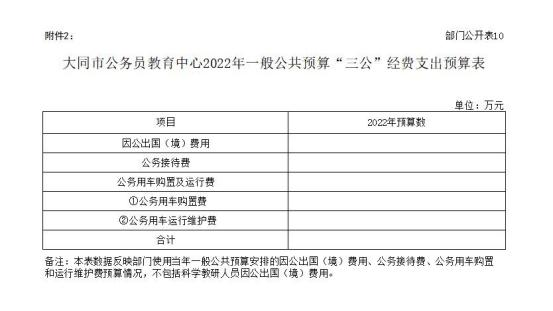 附件2：
部门公开表10
大同市公务员教育中心2022年一般公共预算“三公”经费支出预算表
单位：万元
项目 2022年预算数
因公出国（境）费用
公务接待费
公务用车购置及运行费
①公务用车购置费
②公务用车运行维护费
合计
备注：本表数据反映部门使用当年一般公共预算安排的因公出国（境）费用、公务接待费、公务用车购置
和运行维护费预算情况，不包括科学教研人员因公出国（境）费用。